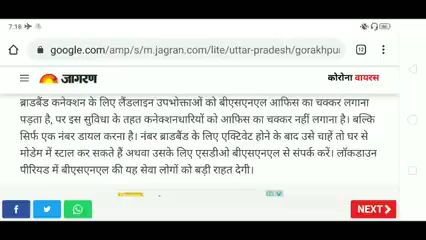 7:18
google.com/amp/s/m.jagran.com/lite/uttar-pradesh/gorakhpu
12
जागरण
कोरोना वायरस
ब्राडबैंड कनेक्शन के लिए लैंडलाइन उपभोक्ताओं को बीएसएनएल आफिस का चक्कर लगाना
पड़ता है, पर इस सुविधा के तहत कनेक्शनधारियों को आफिस का चक्कर नहीं लगाना है। बल्कि
सिर्फ एक नंबर डायल करना है। नंबर ब्राडबैंड के लिए एक्टिवेट होने के बाद उसे चाहें तो घर से
मोडेम में स्टाल कर सकते हैं अथवा उसके लिए एसडीओ बीएसएनएल से संपर्क करें। लॉकडाउन
पीरियड में बीएसएनएल की यह सेवा लोगों को बड़ी राहत देगी।
NEXT